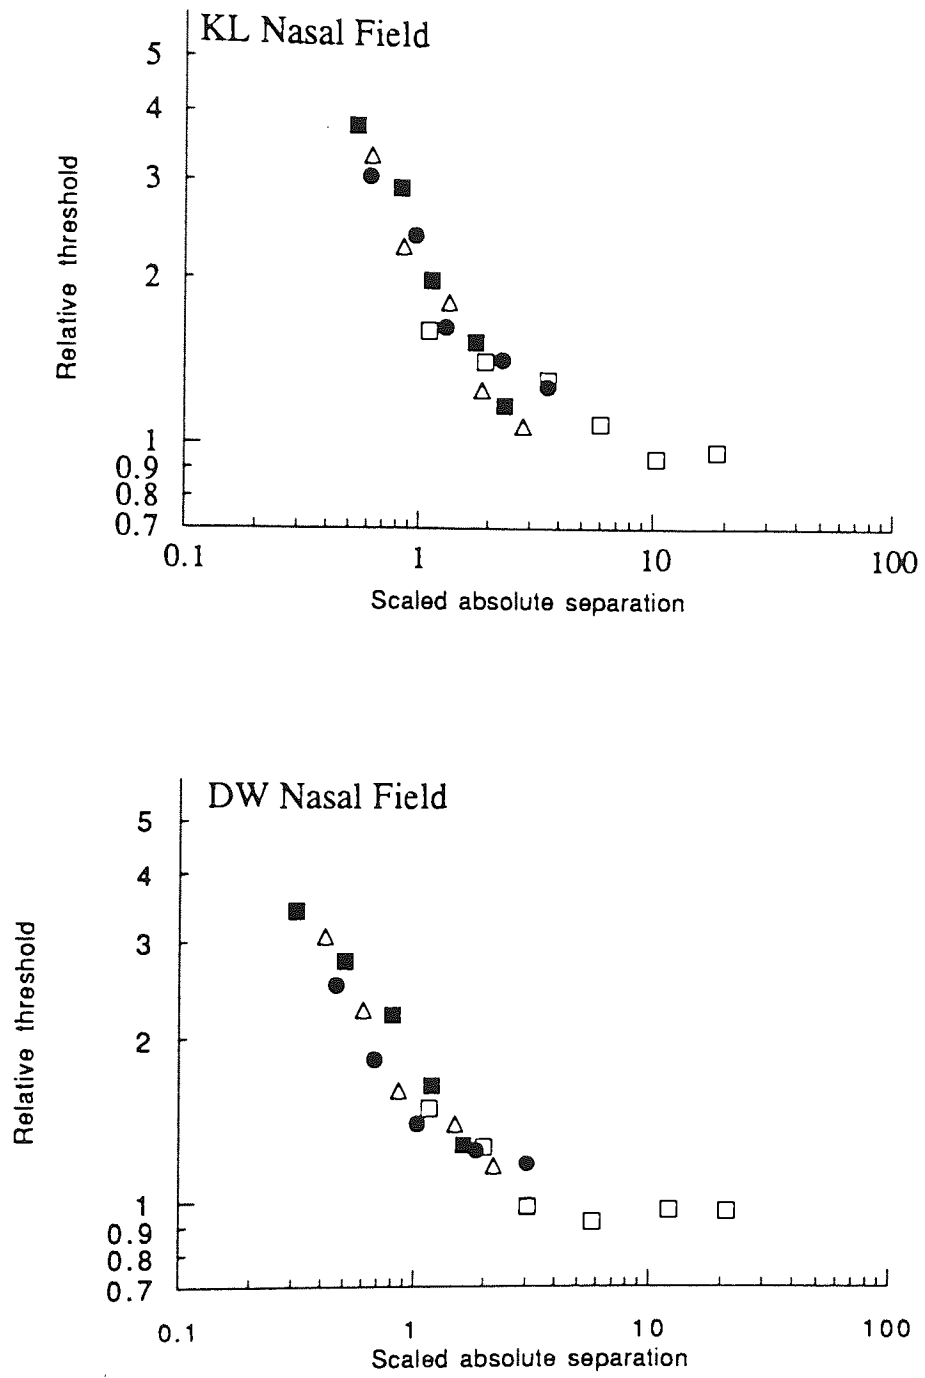 KL Nasal Field
5
4
3
2
1
0.9
0.8
0.7
Relative threshold
0.1 1 10 100
Scaled absolute separation
DW Nasal Field
5
4
3
2
1
0.9
0.8
0.7
Relative threshold
0.1 1 10 100
Scaled absolute separation